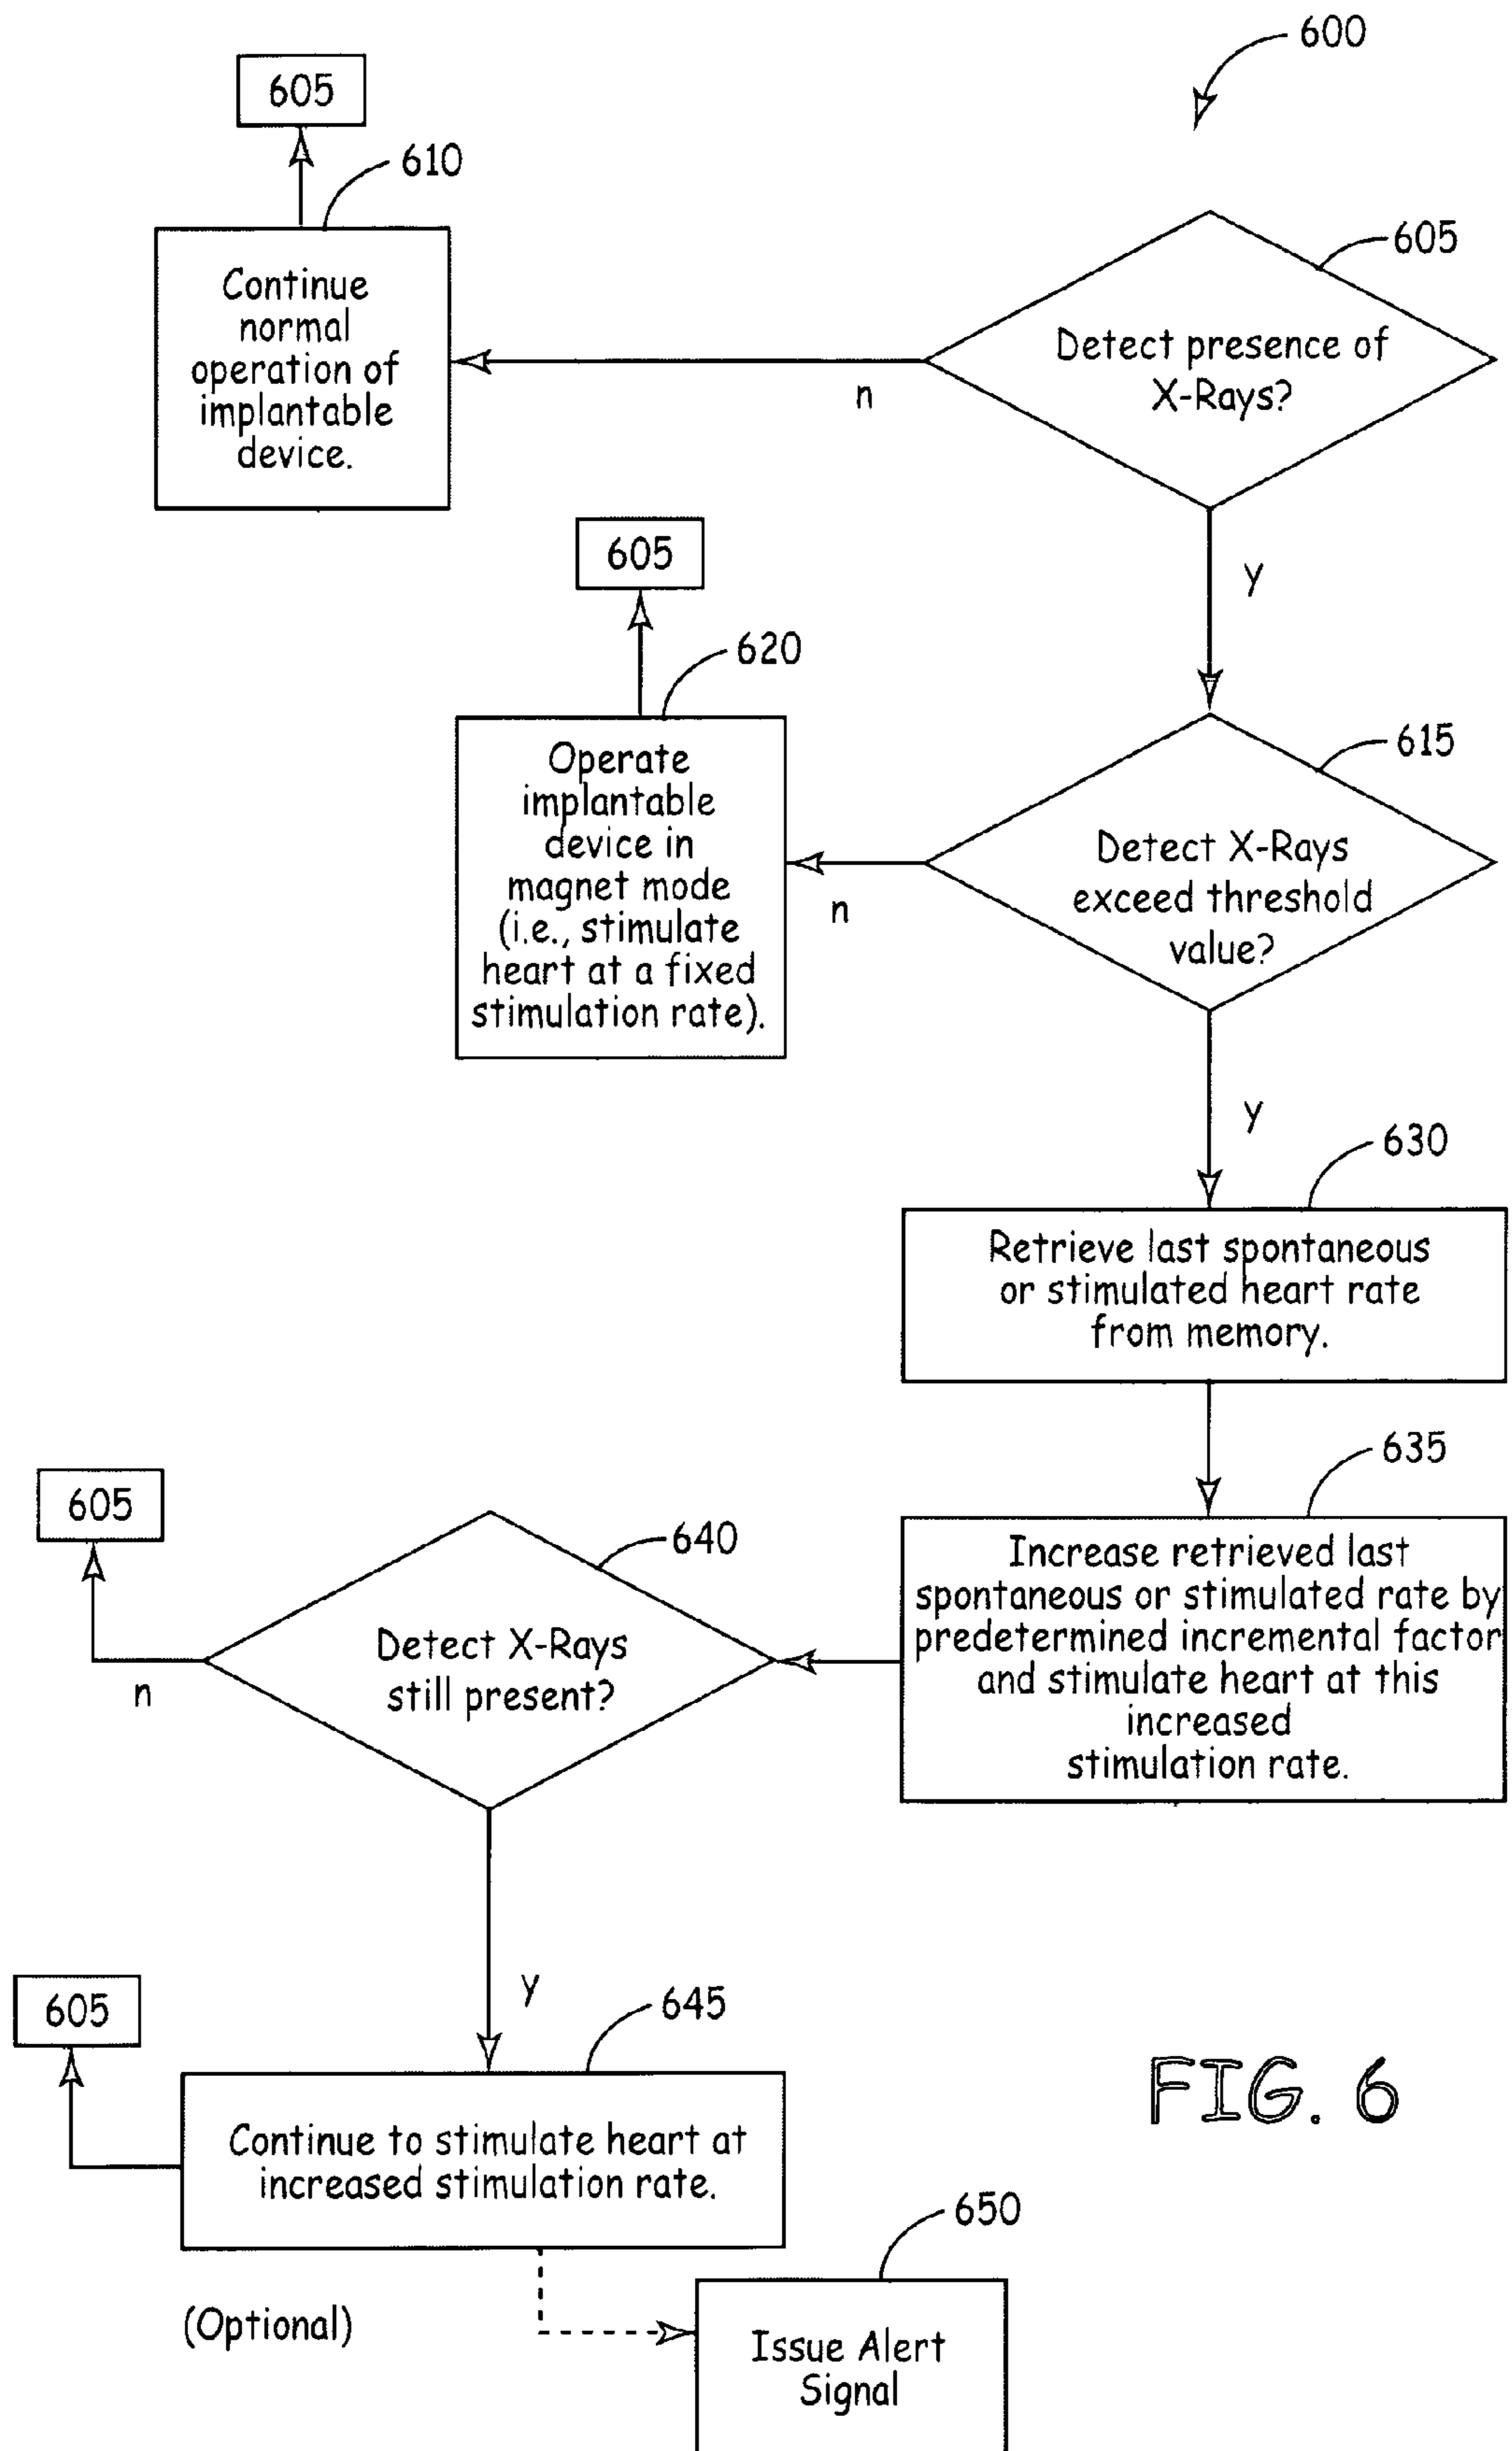 600
605
610
Continue
normal
operation of
implantable
device.
605
Detect presence of
X-Rays?
n
y
605
620
Operate
implantable
device in
magnet mode
(i.e., stimulate
heart at a fixed
stimulation rate).
615
Detect X-Rays
exceed threshold
value?
n
y
630
Retrieve last spontaneous
or stimulated heart rate
from memory.
635
Increase retrieved last
spontaneous or stimulated rate by
predetermined incremental factor
and stimulate heart at this
increased
stimulation rate.
605
640
Detect X-Rays
still present?
n
y
605
645
Continue to stimulate heart at
increased stimulation rate.
(Optional)
650
Issue Alert
Signal
FIG. 6